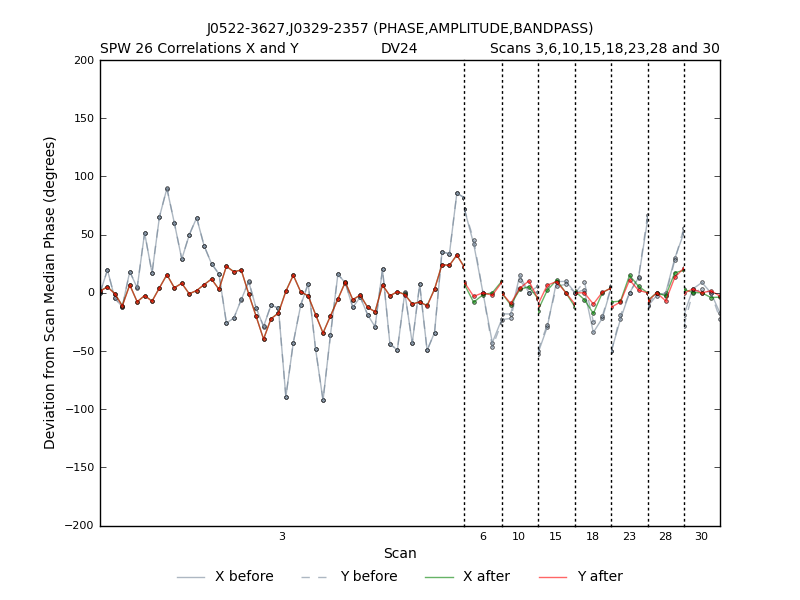 J0522-3627,J0329-2357 (PHASE,AMPLITUDE,BANDPASS)
SPW 26 Correlations X and Y DV24 Scans 3,6,10,15,18,23,28 and 30
Deviation from Scan Median Phase (degrees)
200
150
100
50
0
−50
−100
−150
−200
3 6 10 15 18 23 28 30
Scan
X before Y before X after Y after